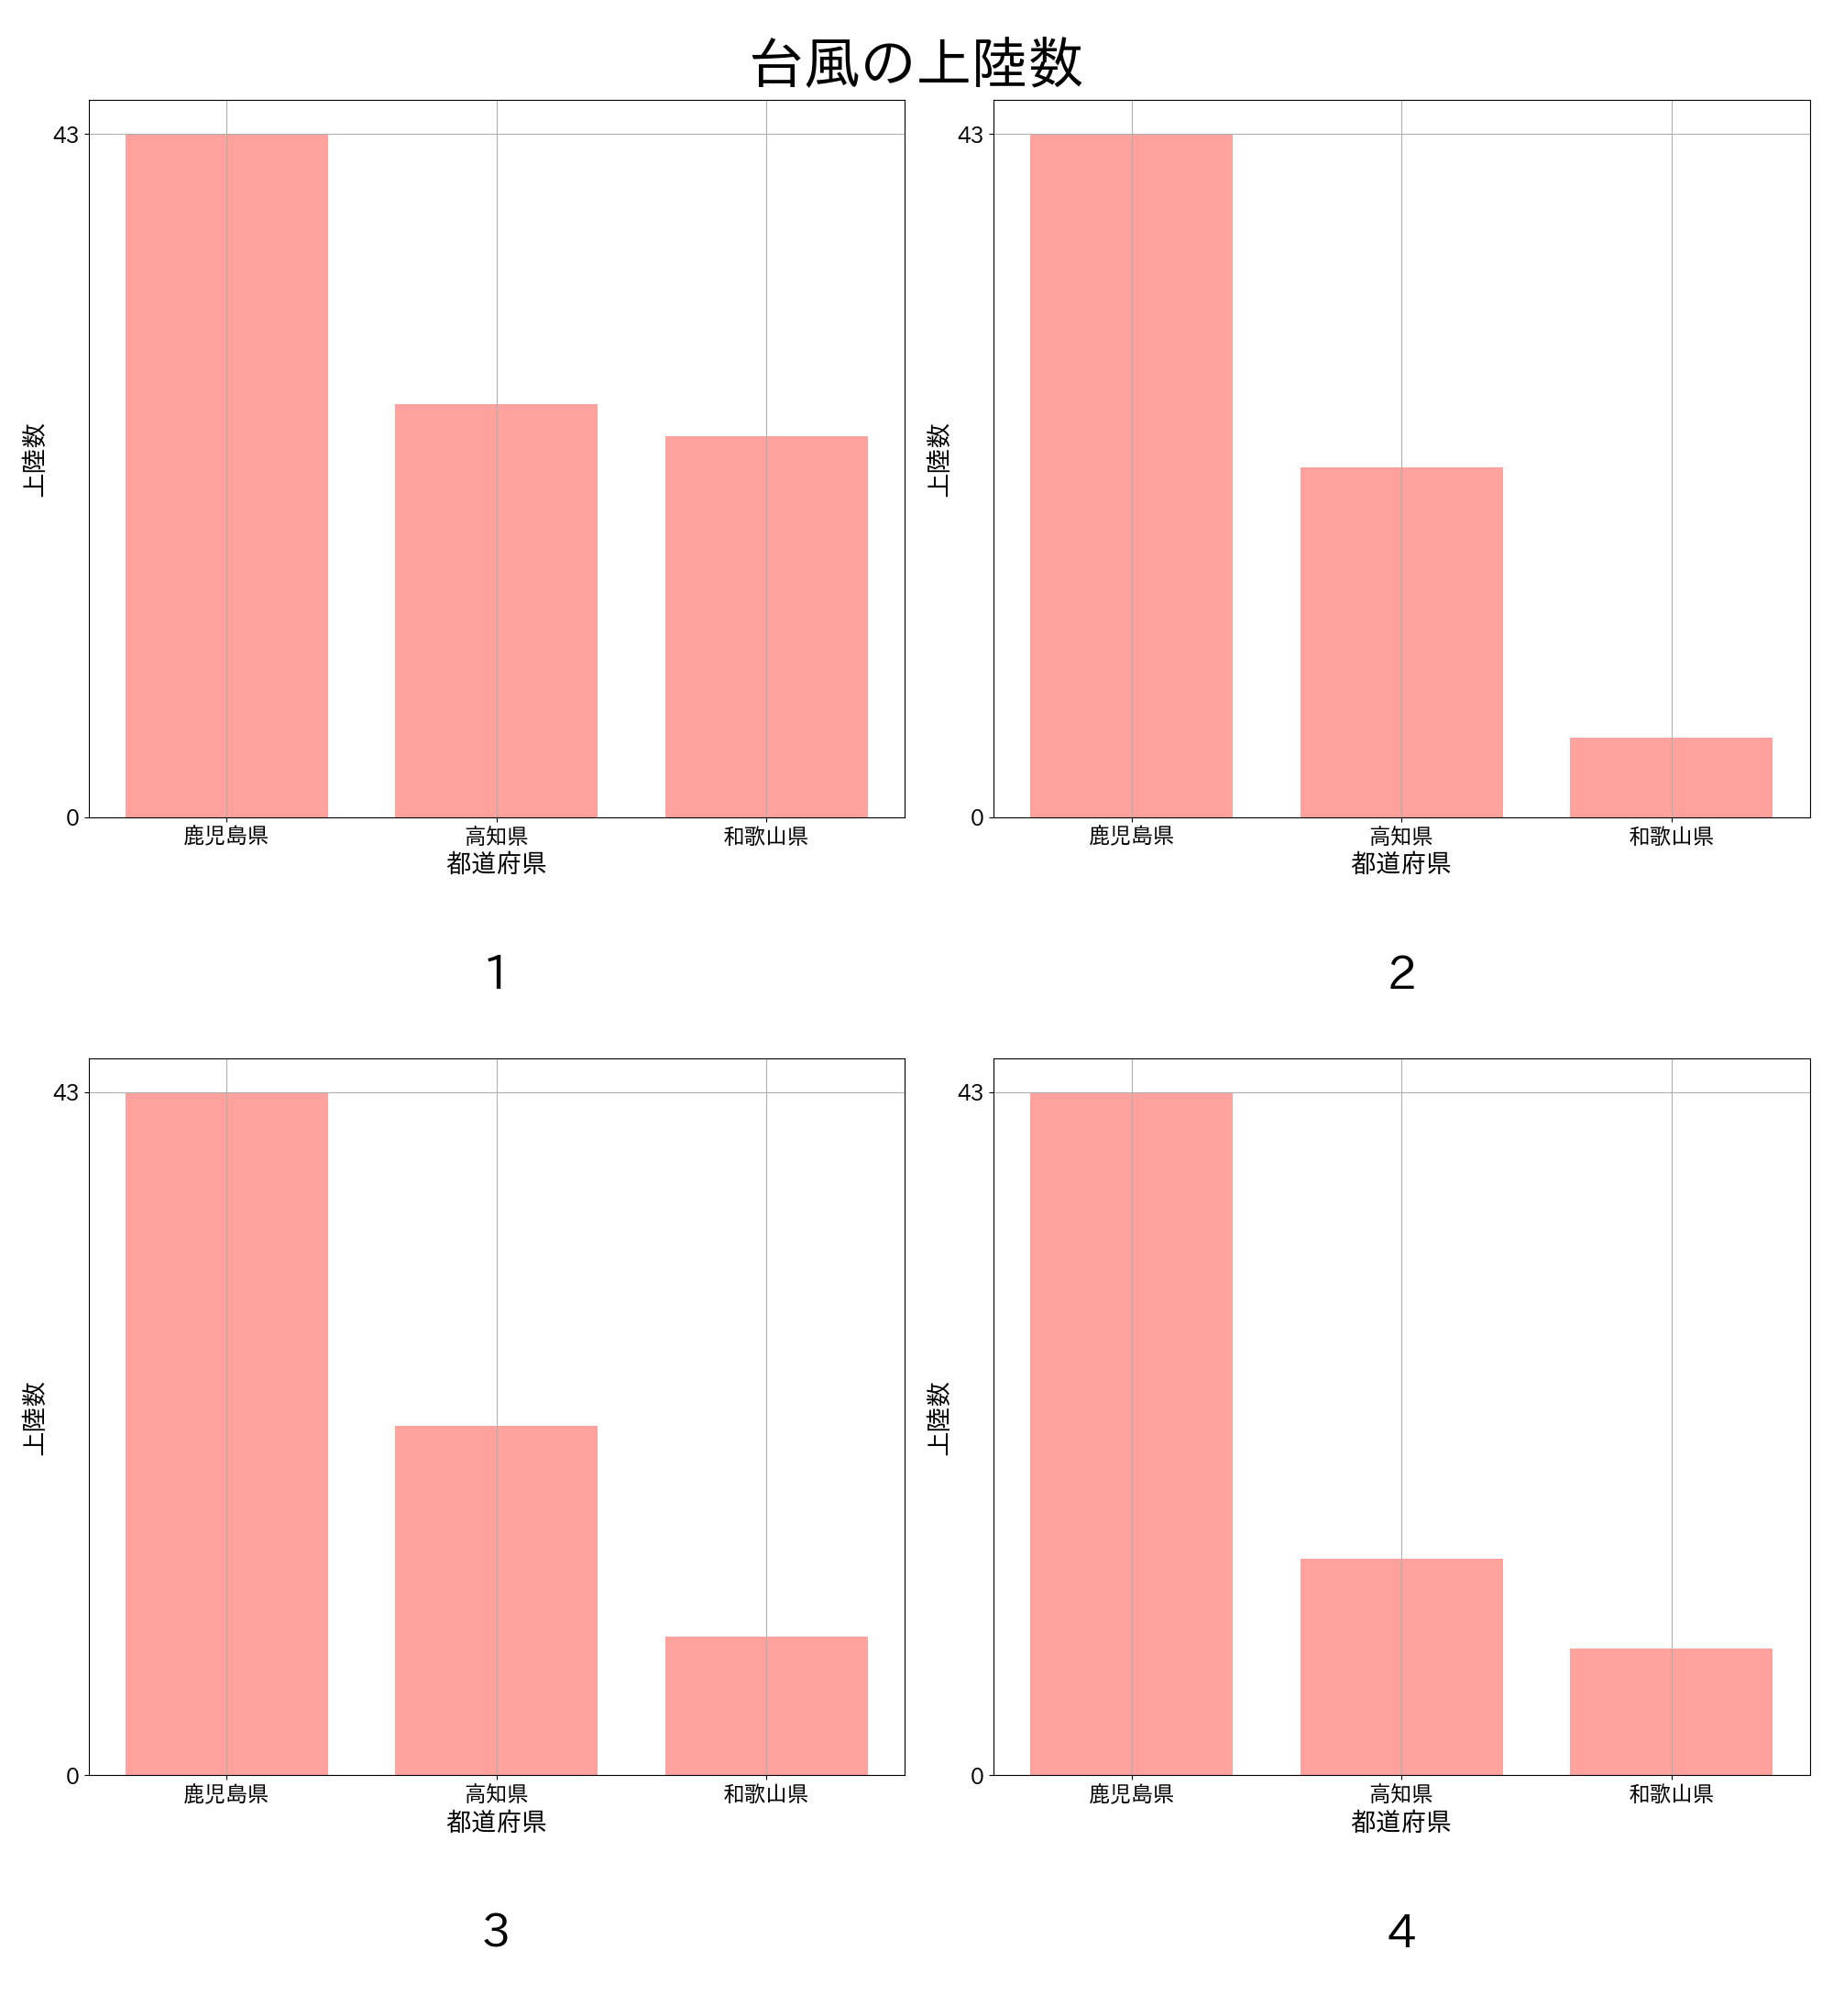 台風の上陸数
43
0
上陸数
鹿児島県 高知県 和歌山県
都道府県
1
43
0
上陸数
鹿児島県 高知県 和歌山県
都道府県
2
43
0
上陸数
鹿児島県 高知県 和歌山県
都道府県
3
43
0
上陸数
鹿児島県 高知県 和歌山県
都道府県
4